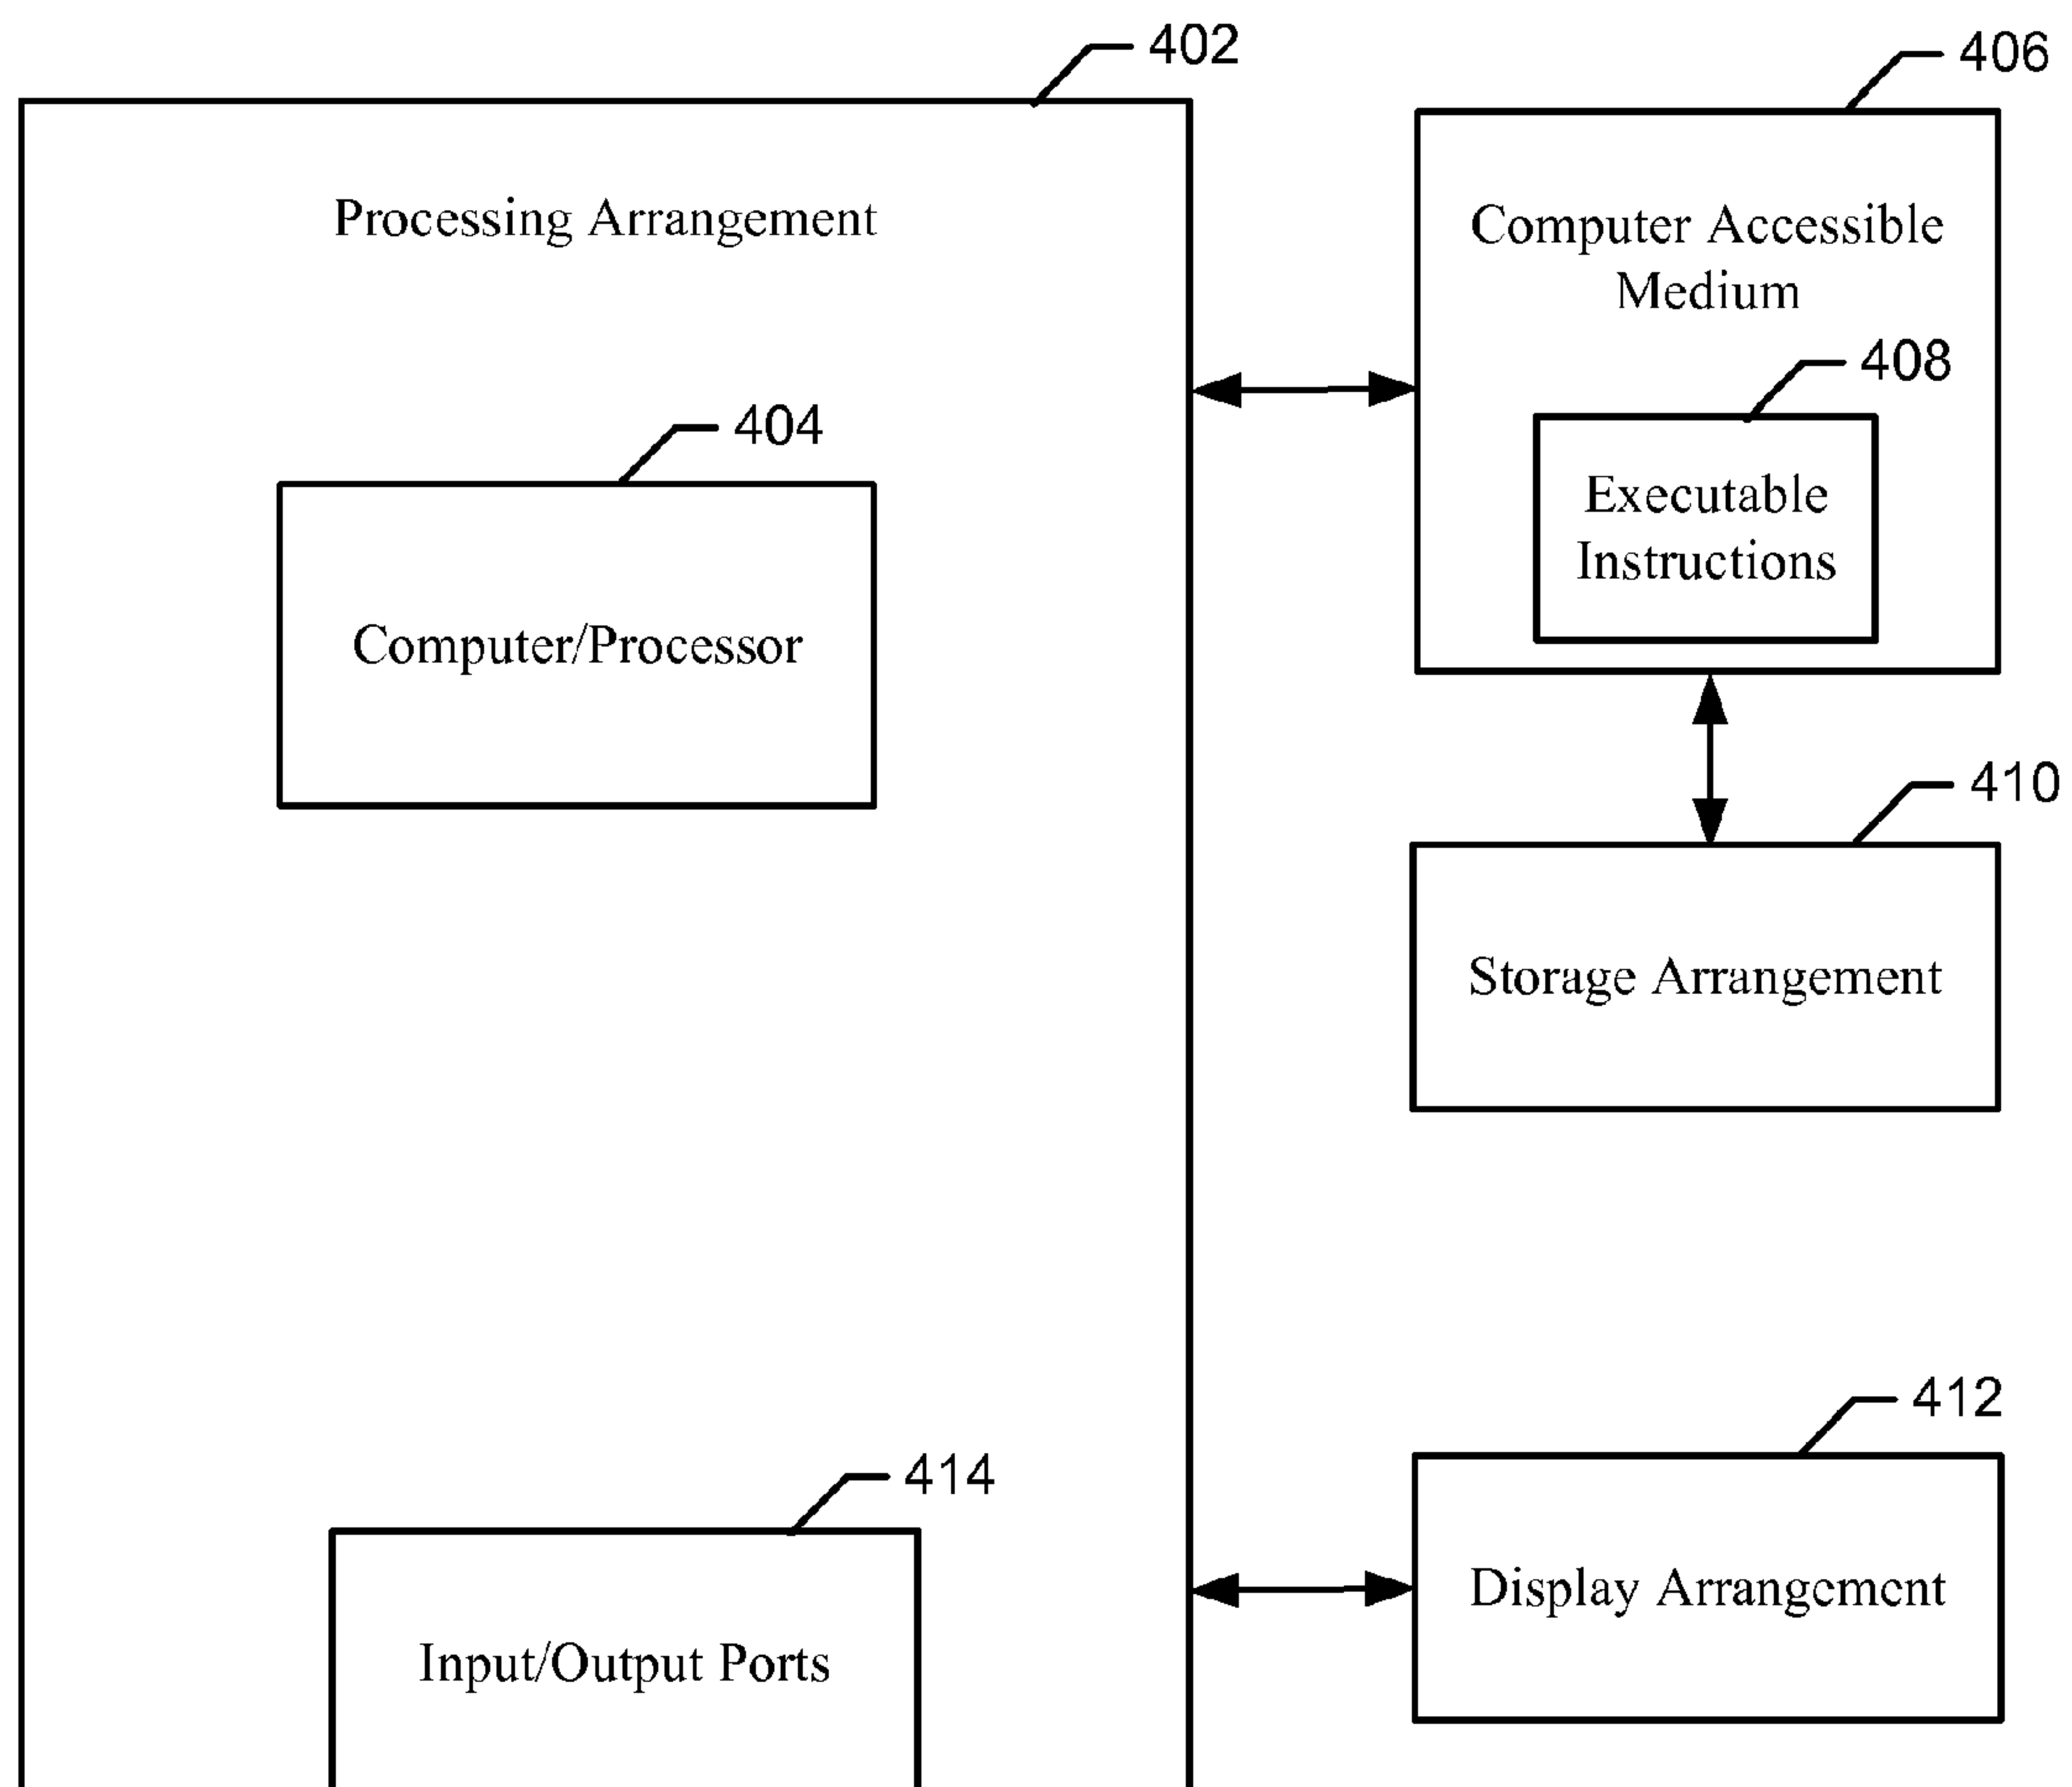 402
406
Processing Arrangement
Computer Accessible
Medium
408
404
Executable
Instructions
Computer/Processor
410
Storage Arrangement
412
414
Display Arrangement
Input/Output Ports